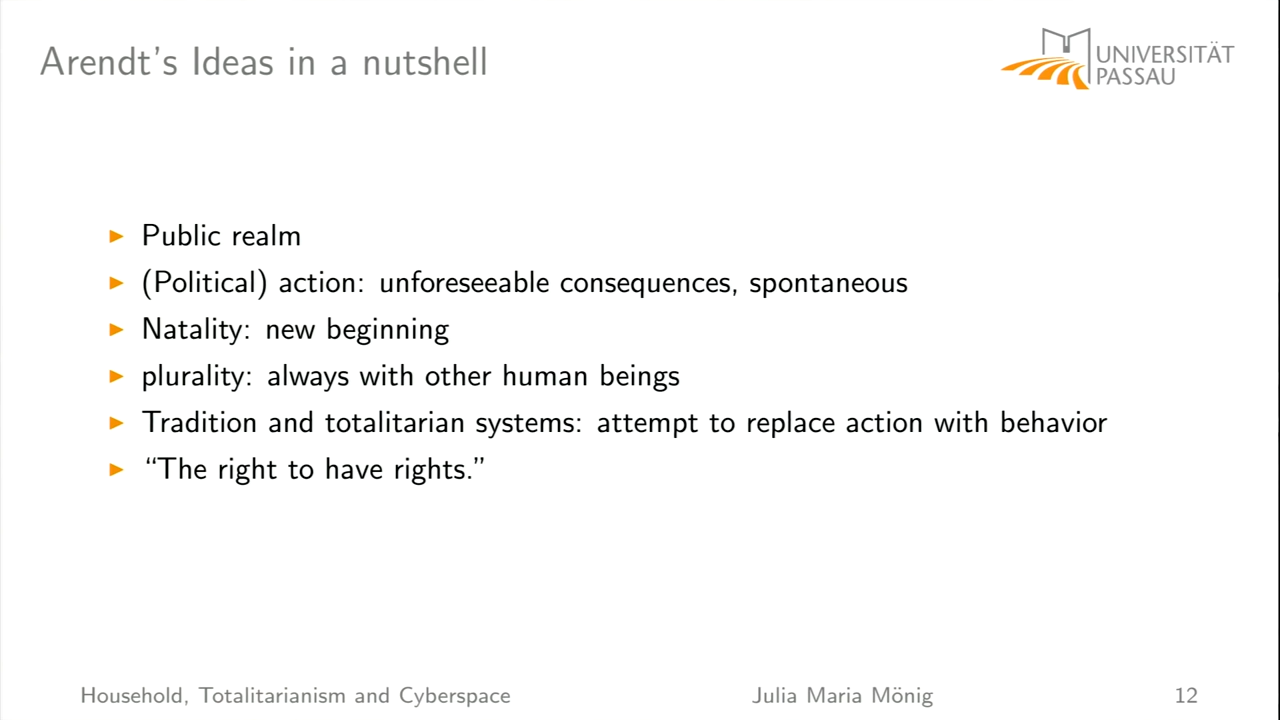 Arendt's Ideas in a nutshell
UNIVERSITÄT
PASSAU
Public realm
(Political) action: unforeseeable consequences, spontaneous
Natality: new beginning
plurality: always with other human beings
Tradition and totalitarian systems: attempt to replace action with behavior
“The right to have rights.”
Household, Totalitarianism and Cyberspace
Julia Maria Mönig
12